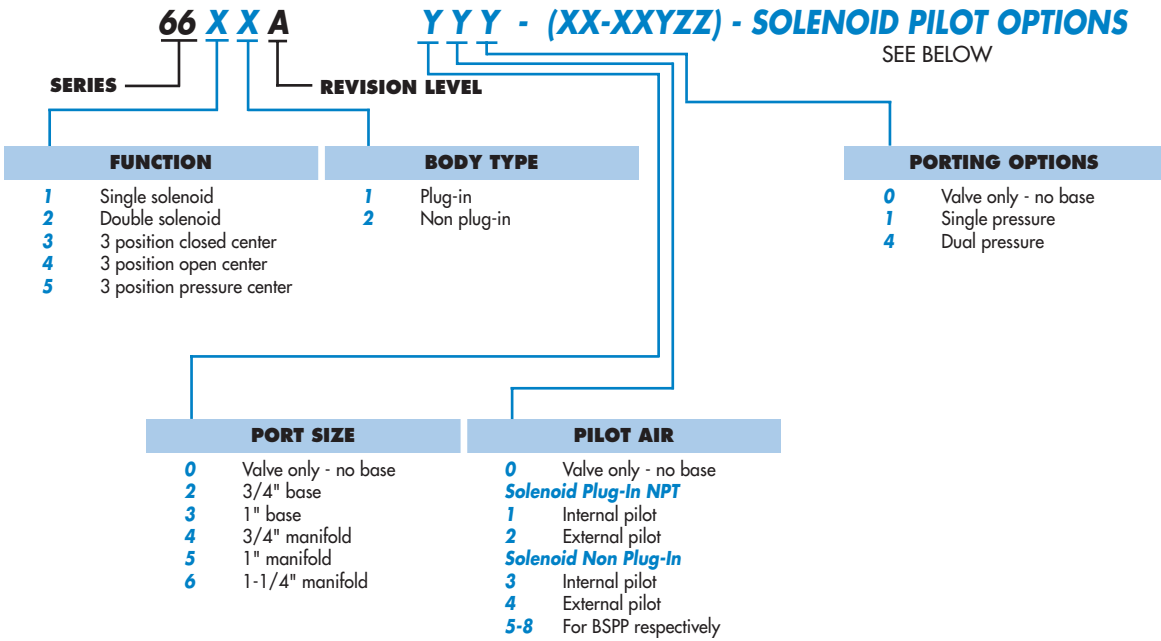 66 X X A Y Y Y - (XX-XXYZZ) - SOLENOID PILOT OPTIONS
SEE BELOW
SERIES
REVISION LEVEL
FUNCTION
1 Single solenoid
2 Double solenoid
3 3 position closed center
4 3 position open center
5 3 position pressure center
BODY TYPE
1 Plug-in
2 Non plug-in
PORTING OPTIONS
0 Valve only - no base
1 Single pressure
4 Dual pressure
PORT SIZE
0 Valve only - no base
2 3/4" base
3 1" base
4 3/4" manifold
5 1" manifold
6 1-1/4" manifold
PILOT AIR
0 Valve only - no base
Solenoid Plug-In NPT
1 Internal pilot
2 External pilot
Solenoid Non Plug-In
3 Internal pilot
4 External pilot
5-8 For BSPP respectively